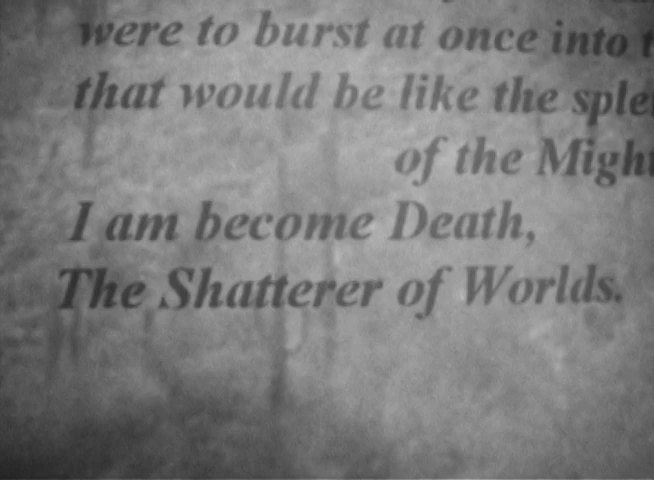 were to burst at once into
that would be like the
of the
I am become Death,
The Shatterer of Worlds.